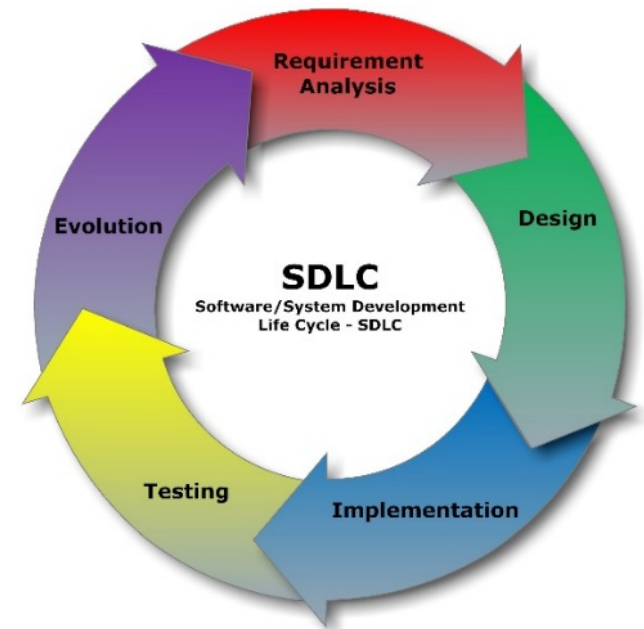 Requirement
Analysis
Design
Implementation
Testing
Evolution
SDLC
Software/System Development
Life Cycle - SDLC